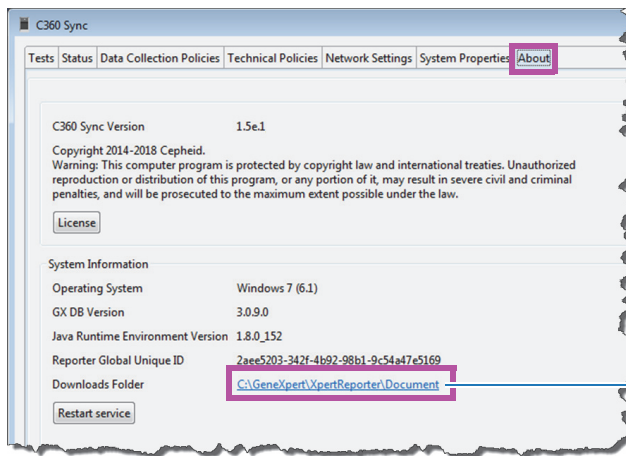 C360 Sync
Tests Status Data Collection Policies Technical Policies Network Settings System Properties About
C360 Sync Version 1.5e.1
Copyright 2014-2018 Cepheid.
Warning: This computer program is protected by copyright law and international treaties. Unauthorized
reproduction or distribution of this program, or any portion of it, may result in severe civil and criminal
penalties, and will be prosecuted to the maximum extent possible under the law.
License
System Information
Operating System Windows 7 (6.1)
GX DB Version 3.0.9.0
Java Runtime Environment Version 1.8.0_152
Reporter Global Unique ID 2aee5203-342f-4b92-98b1-9c54a47e5169
Downloads Folder C:\GeneXpert\XpertReporter\Document
Restart service